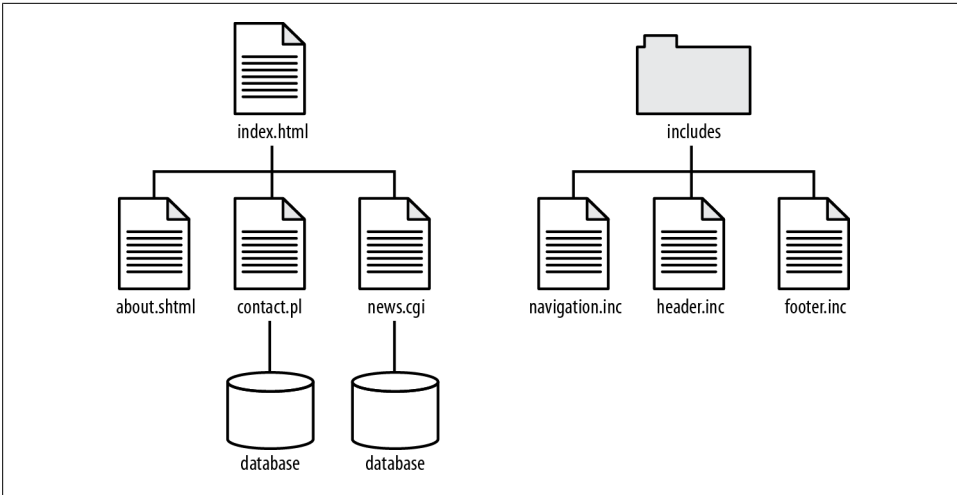 index.html
includes
about.shtml
contact.pl
news.cgi
navigation.inc
header.inc
footer.inc
database
database